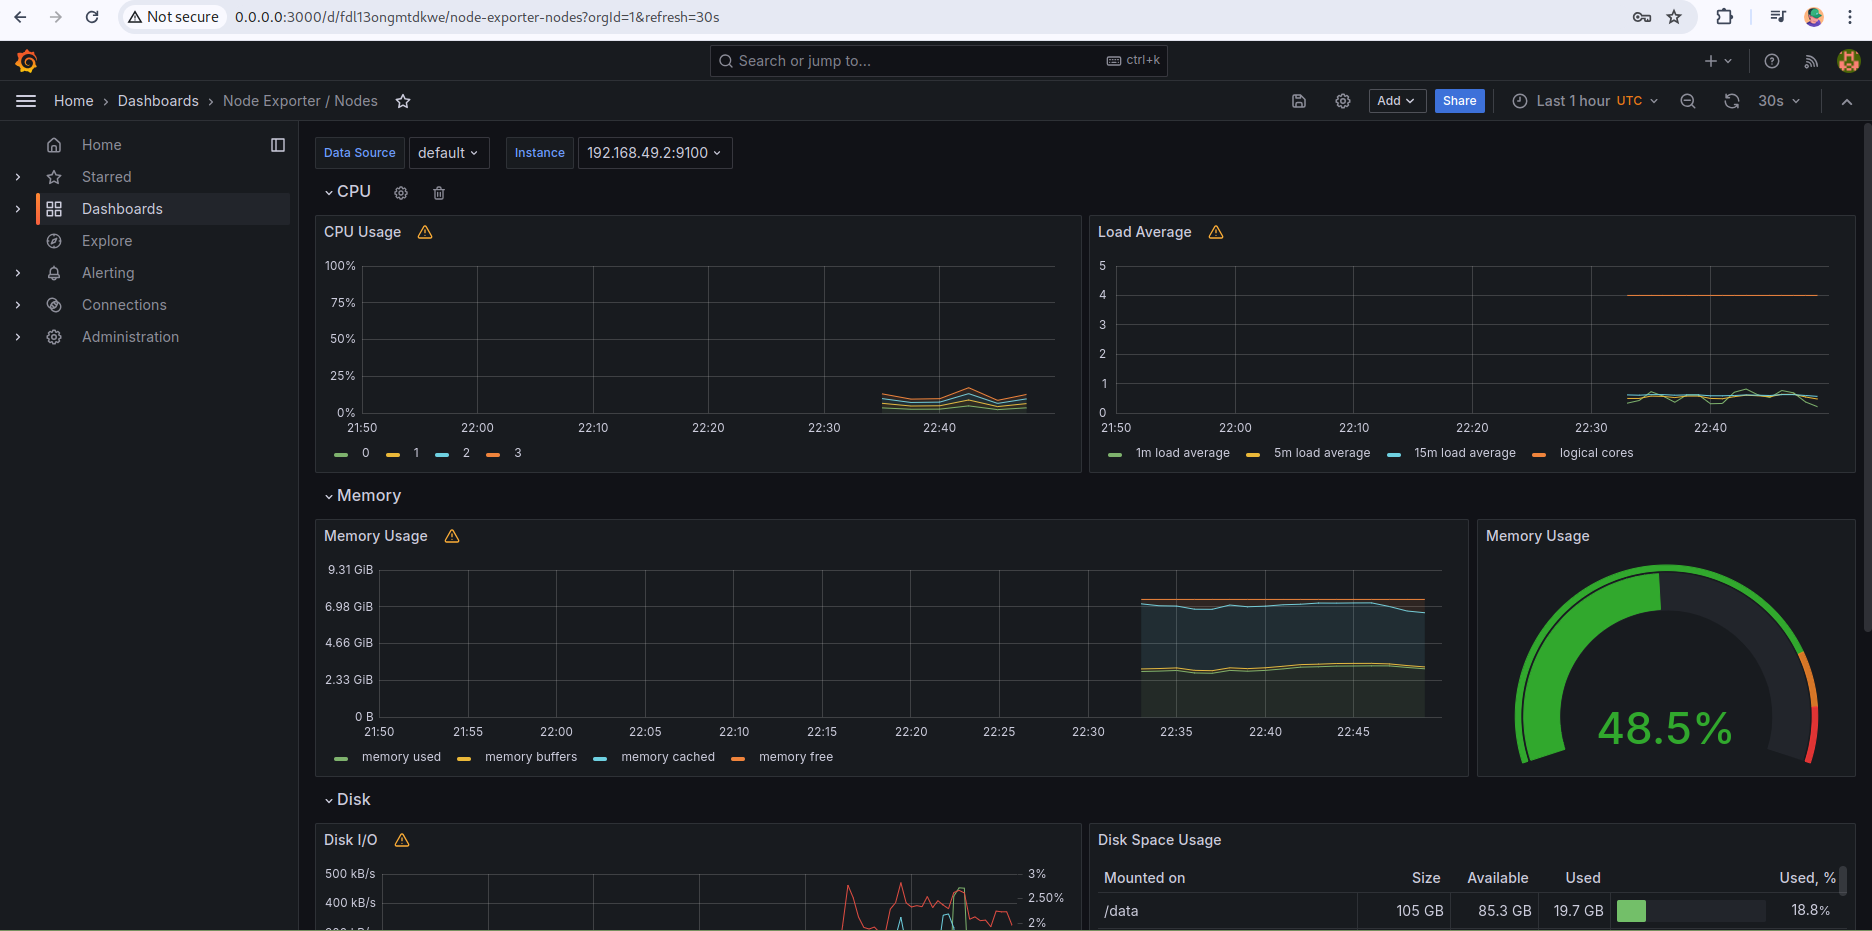 Not secure 0.0.0.0:3000/d/fdl13ongmtdkwe/node-exporter-nodes?orgId=1&refresh=30s
Search or jump to... ctrl+k
Home › Dashboards › Node Exporter / Nodes Add Share Last 1 hour UTC 30s
Home
Starred
Dashboards
Explore
Alerting
Connections
Administration
Data Source default Instance 192.168.49.2:9100
CPU
CPU Usage
100%
75%
50%
25%
0%
21:50 22:00 22:10 22:20 22:30 22:40
0 1 2 3
Load Average
5
4
3
2
1
0
21:50 22:00 22:10 22:20 22:30 22:40
1m load average 5m load average 15m load average logical cores
Memory
Memory Usage
9.31 GiB
6.98 GiB
4.66 GiB
2.33 GiB
0 B
21:50 21:55 22:00 22:05 22:10 22:15 22:20 22:25 22:30 22:35 22:40 22:45
memory used memory buffers memory cached memory free
Memory Usage
48.5%
Disk
Disk I/O
500 kB/s
400 kB/s
3%
2.50%
2%
Disk Space Usage
Mounted on Size Available Used Used, %
/data 105 GB 85.3 GB 19.7 GB 18.8%